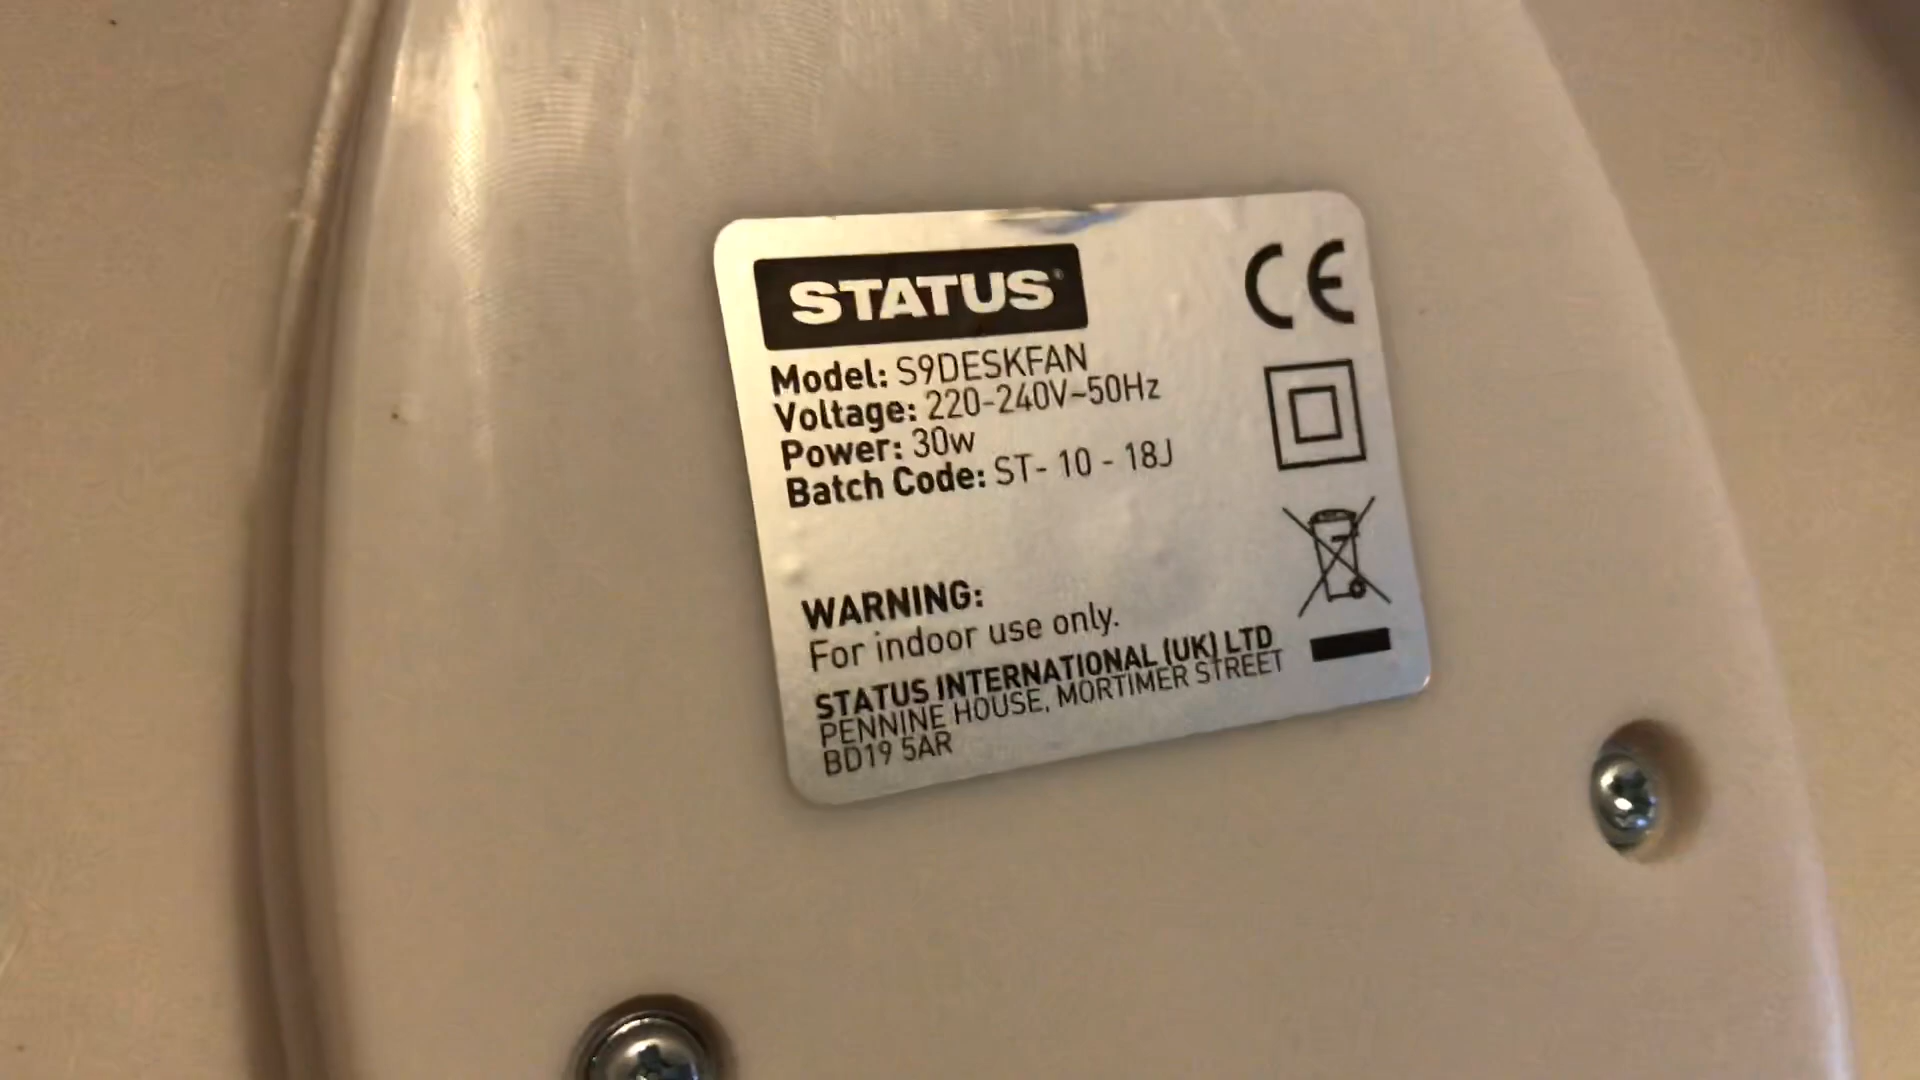 STATUS®
CE
Model: S9DESKFAN
Voltage: 220-240V~50Hz
Power: 30w
Batch Code: ST- 10 - 18J
WARNING:
For indoor use only.
STATUS INTERNATIONAL (UK) LTD
PENNINE HOUSE, MORTIMER STREET
BD19 5AR